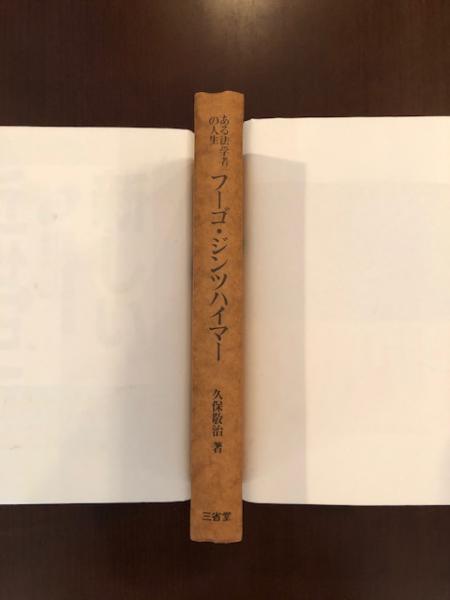 ある法学者
の人生
フーゴ・ジンツハイマー
久保敬治 著
三省堂